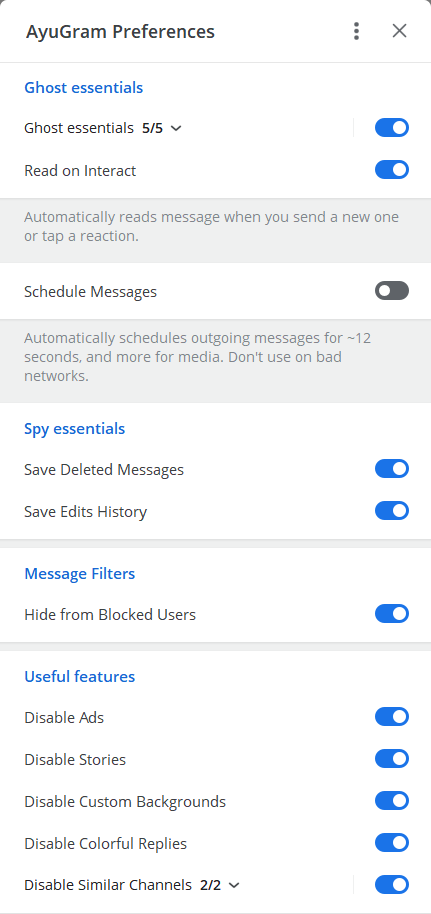 AyuGram Preferences
Ghost essentials
Ghost essentials 5/5
Read on Interact
Automatically reads message when you send a new one
or tap a reaction.
Schedule Messages
Automatically schedules outgoing messages for ~12
seconds, and more for media. Don't use on bad
networks.
Spy essentials
Save Deleted Messages
Save Edits History
Message Filters
Hide from Blocked Users
Useful features
Disable Ads
Disable Stories
Disable Custom Backgrounds
Disable Colorful Replies
Disable Similar Channels 2/2